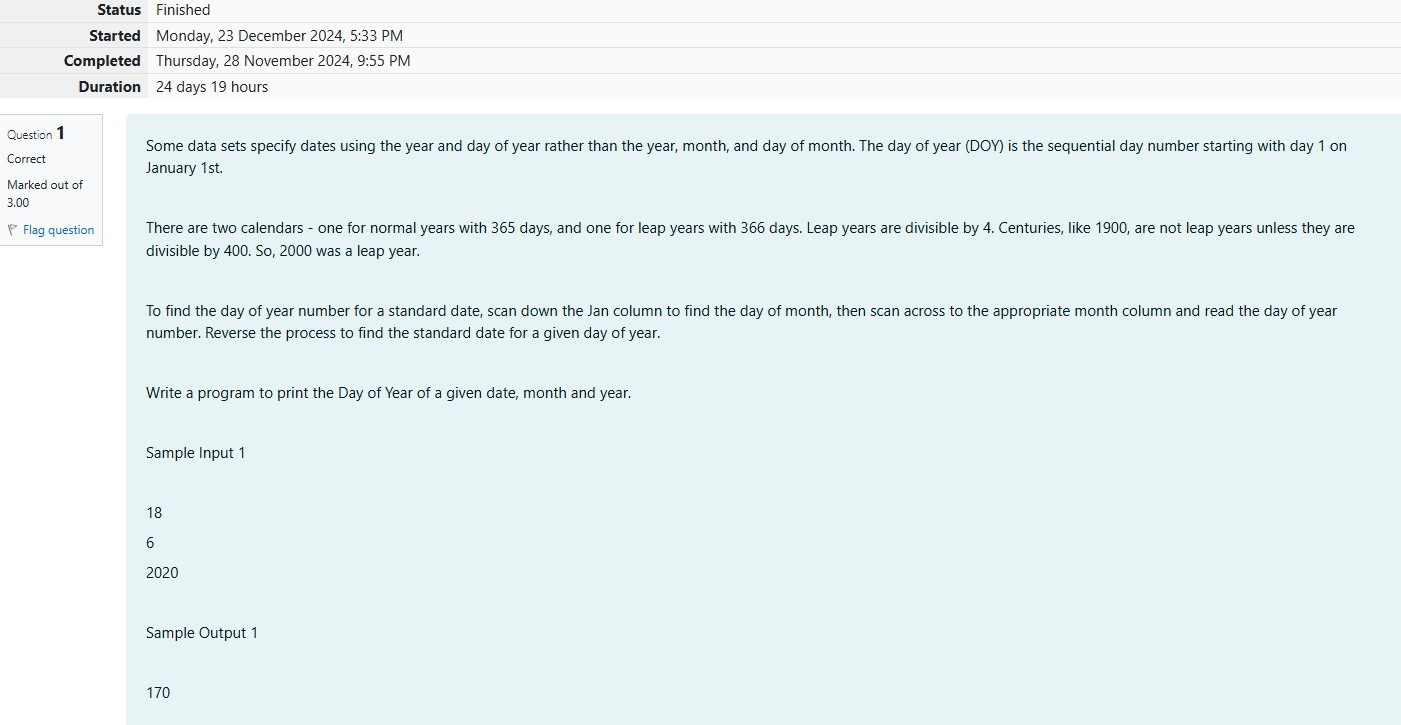 Status Finished
Started Monday, 23 December 2024, 5:33 PM
Completed Thursday, 28 November 2024, 9:55 PM
Duration 24 days 19 hours
Question 1
Correct
Marked out of
3.00
Flag question
Some data sets specify dates using the year and day of year rather than the year, month, and day of month. The day of year (DOY) is the sequential day number starting with day 1 on
January 1st.
There are two calendars - one for normal years with 365 days, and one for leap years with 366 days. Leap years are divisible by 4. Centuries, like 1900, are not leap years unless they are
divisible by 400. So, 2000 was a leap year.
To find the day of year number for a standard date, scan down the Jan column to find the day of month, then scan across to the appropriate month column and read the day of year
number. Reverse the process to find the standard date for a given day of year.
Write a program to print the Day of Year of a given date, month and year.
Sample Input 1
18
6
2020
Sample Output 1
170